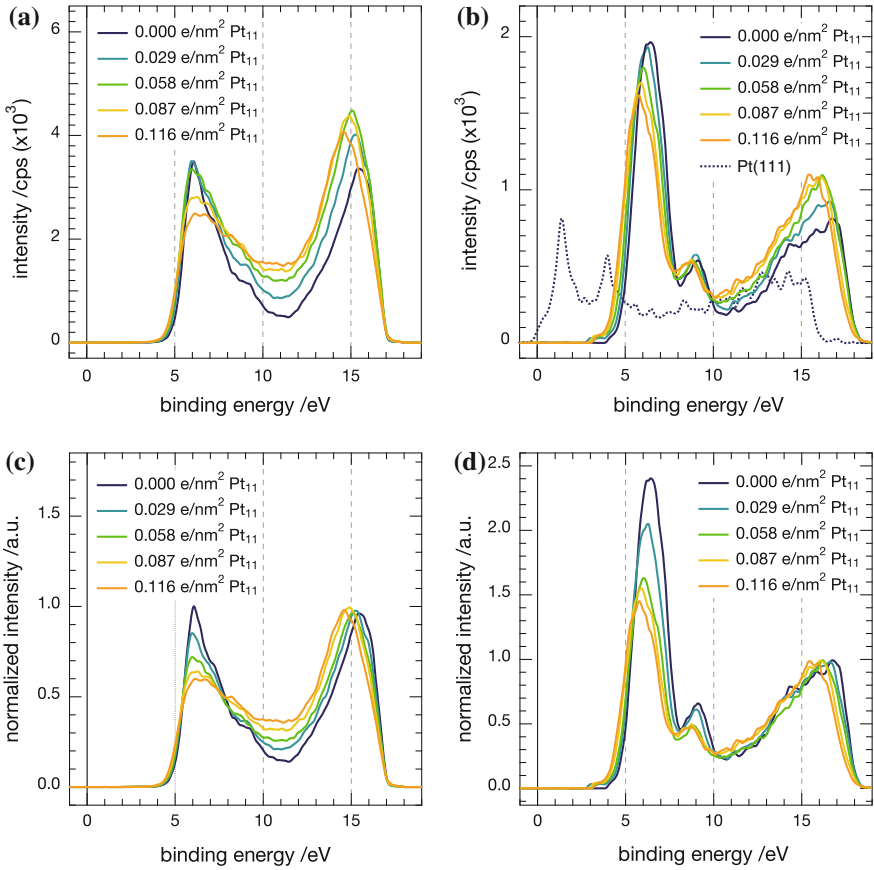 (a)
6
4
2
0
intensity /cps (x10³)
0.000 e/nm² Pt₁₁
0.029 e/nm² Pt₁₁
0.058 e/nm² Pt₁₁
0.087 e/nm² Pt₁₁
0.116 e/nm² Pt₁₁
0 5 10 15
binding energy /eV
(b)
2
1
0
intensity /cps (x10³)
0.000 e/nm² Pt₁₁
0.029 e/nm² Pt₁₁
0.058 e/nm² Pt₁₁
0.087 e/nm² Pt₁₁
0.116 e/nm² Pt₁₁
Pt(111)
0 5 10 15
binding energy /eV
(c)
1.5
1.0
0.5
0.0
normalized intensity /a.u.
0.000 e/nm² Pt₁₁
0.029 e/nm² Pt₁₁
0.058 e/nm² Pt₁₁
0.087 e/nm² Pt₁₁
0.116 e/nm² Pt₁₁
0 5 10 15
binding energy /eV
(d)
2.5
2.0
1.5
1.0
0.5
0.0
normalized intensity /a.u.
0.000 e/nm² Pt₁₁
0.029 e/nm² Pt₁₁
0.058 e/nm² Pt₁₁
0.087 e/nm² Pt₁₁
0.116 e/nm² Pt₁₁
0 5 10 15
binding energy /eV